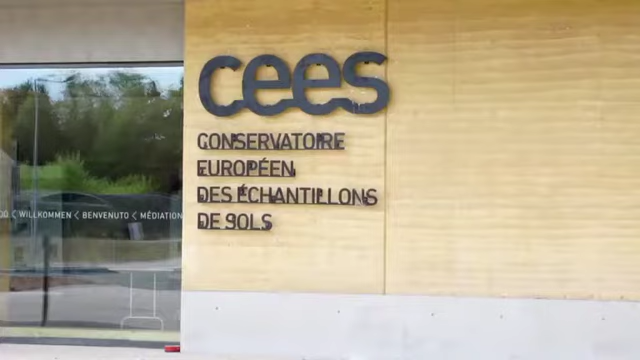 cees
CONSERVATOIRE
EUROPÉEN
DES ÉCHANTILLONS
DE SOLS
< WILLKOMMEN < BENVENUTO < MÉDIATION